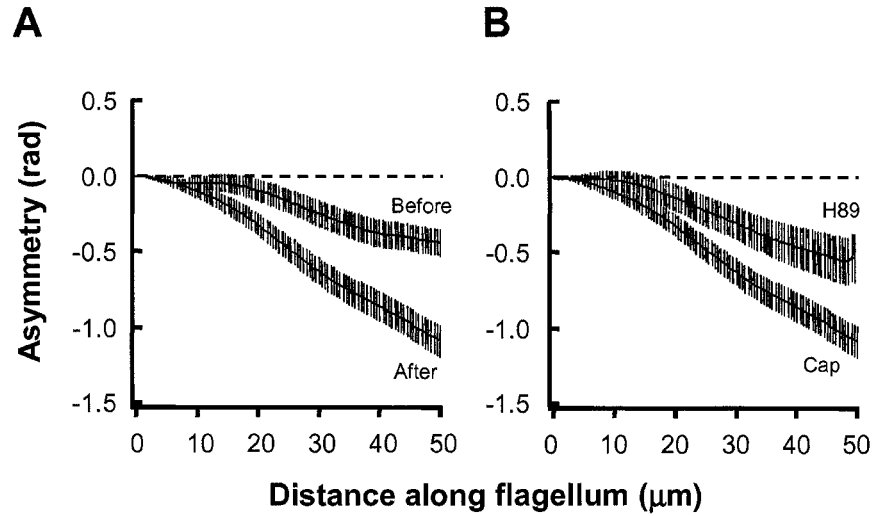 A
B
Asymmetry (rad)
0.5
0.0
-0.5
-1.0
-1.5
Before
After
0 10 20 30 40 50
0.5
0.0
-0.5
-1.0
-1.5
H89
Cap
0 10 20 30 40 50
Distance along flagellum (μm)